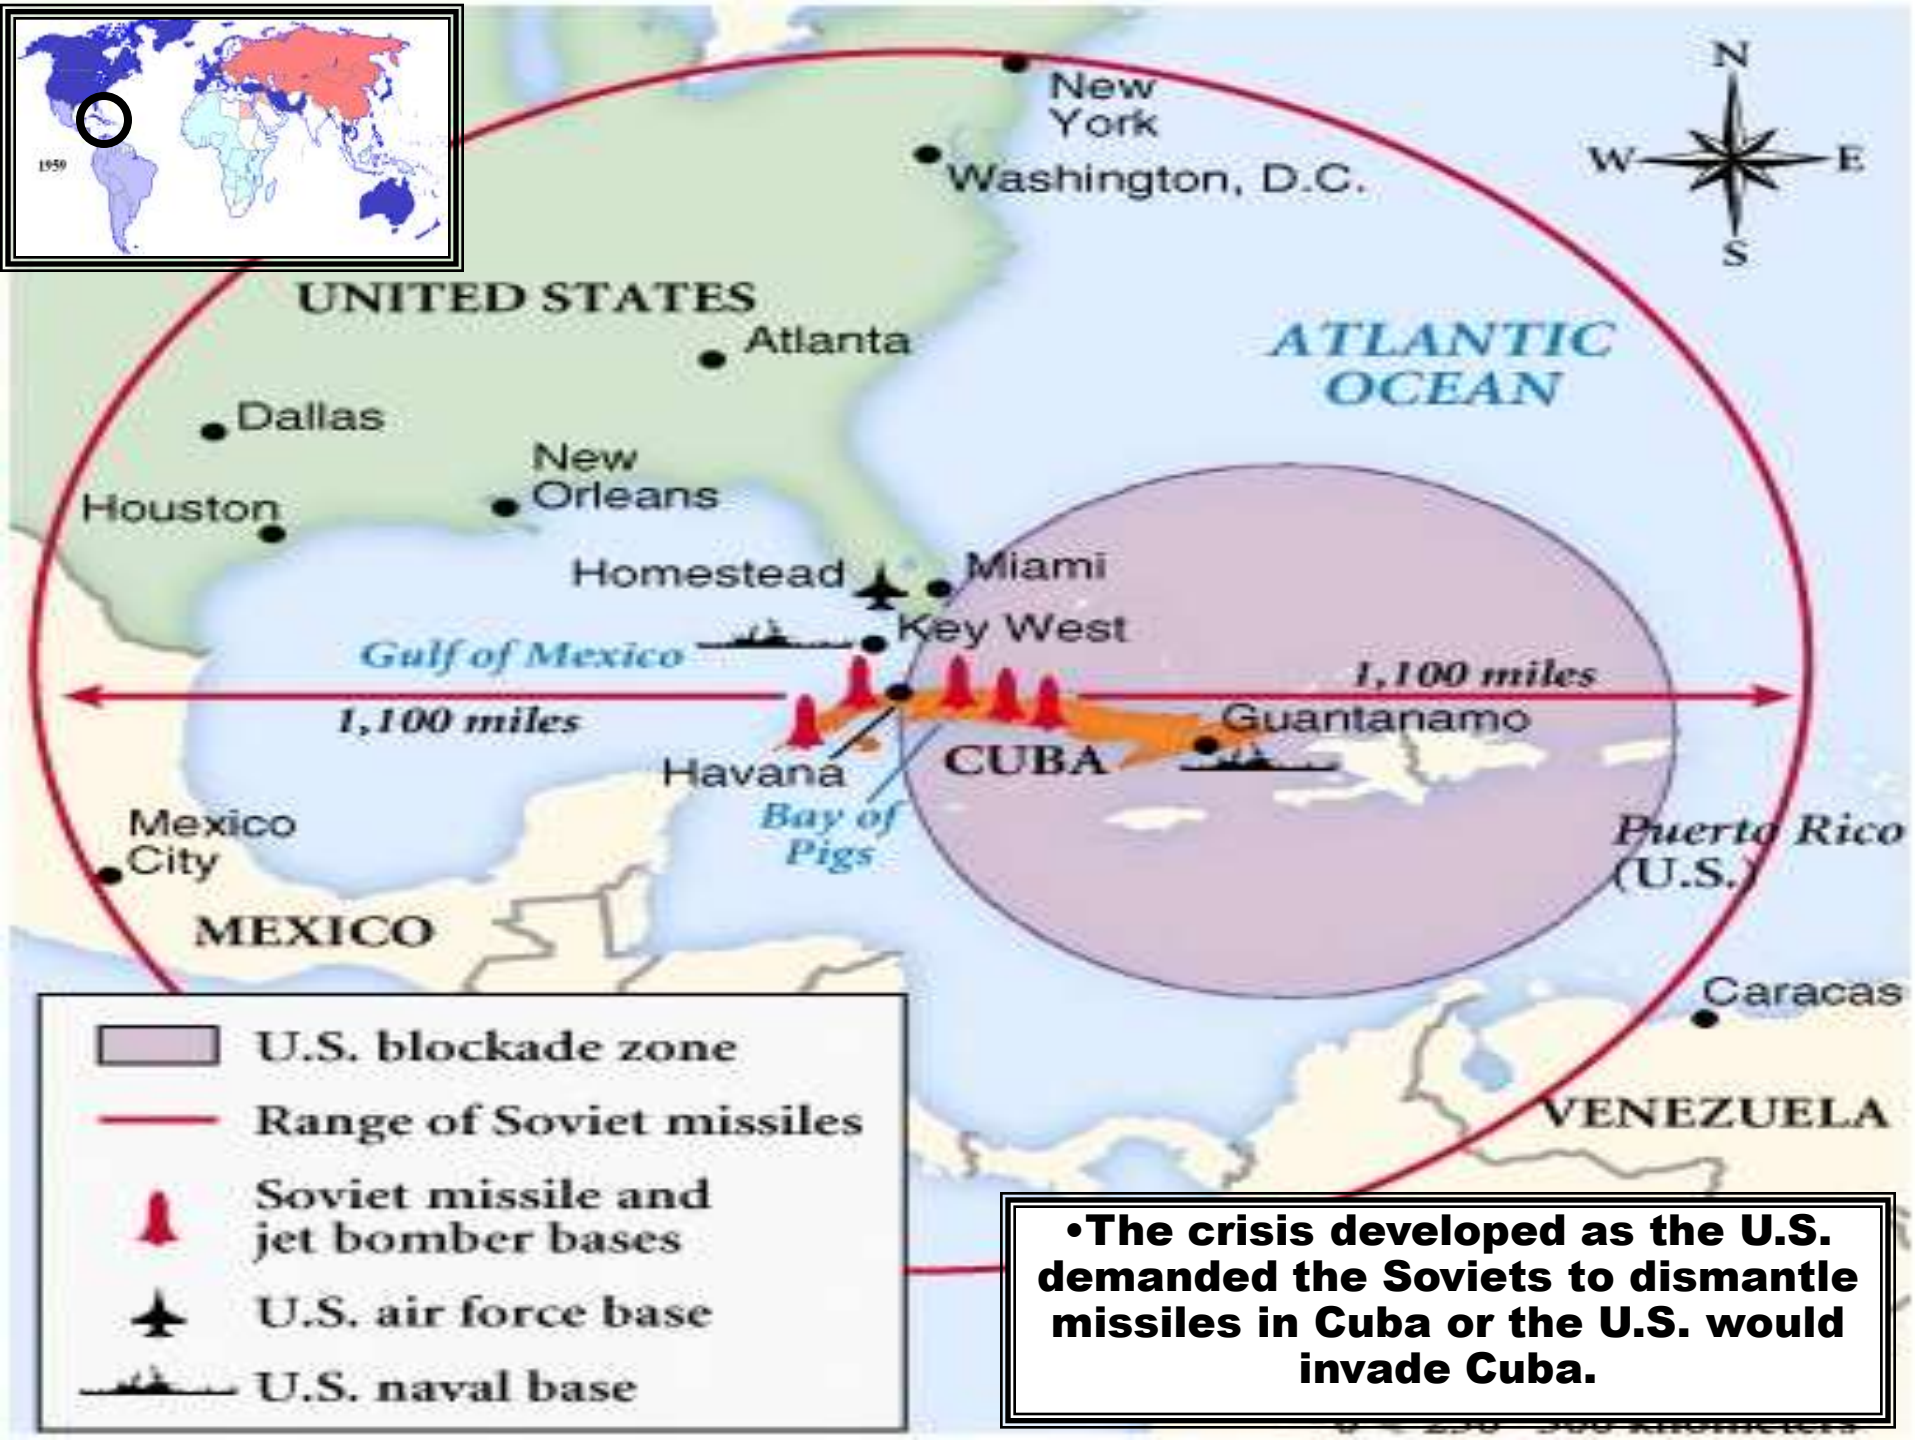 1959
N
W
E
S
New
York
Washington, D.C.
UNITED STATES
Atlanta
ATLANTIC
OCEAN
Dallas
New
Orleans
Houston
Homestead
Miami
Key West
Gulf of Mexico
1,100 miles
1,100 miles
Guantanamo
Havana
CUBA
Bay of
Pigs
Mexico
City
Puerto Rico
(U.S.)
MEXICO
Caracas
VENEZUELA
U.S. blockade zone
Range of Soviet missiles
Soviet missile and
jet bomber bases
U.S. air force base
U.S. naval base
•The crisis developed as the U.S.
demanded the Soviets to dismantle
missiles in Cuba or the U.S. would
invade Cuba.
kilometers